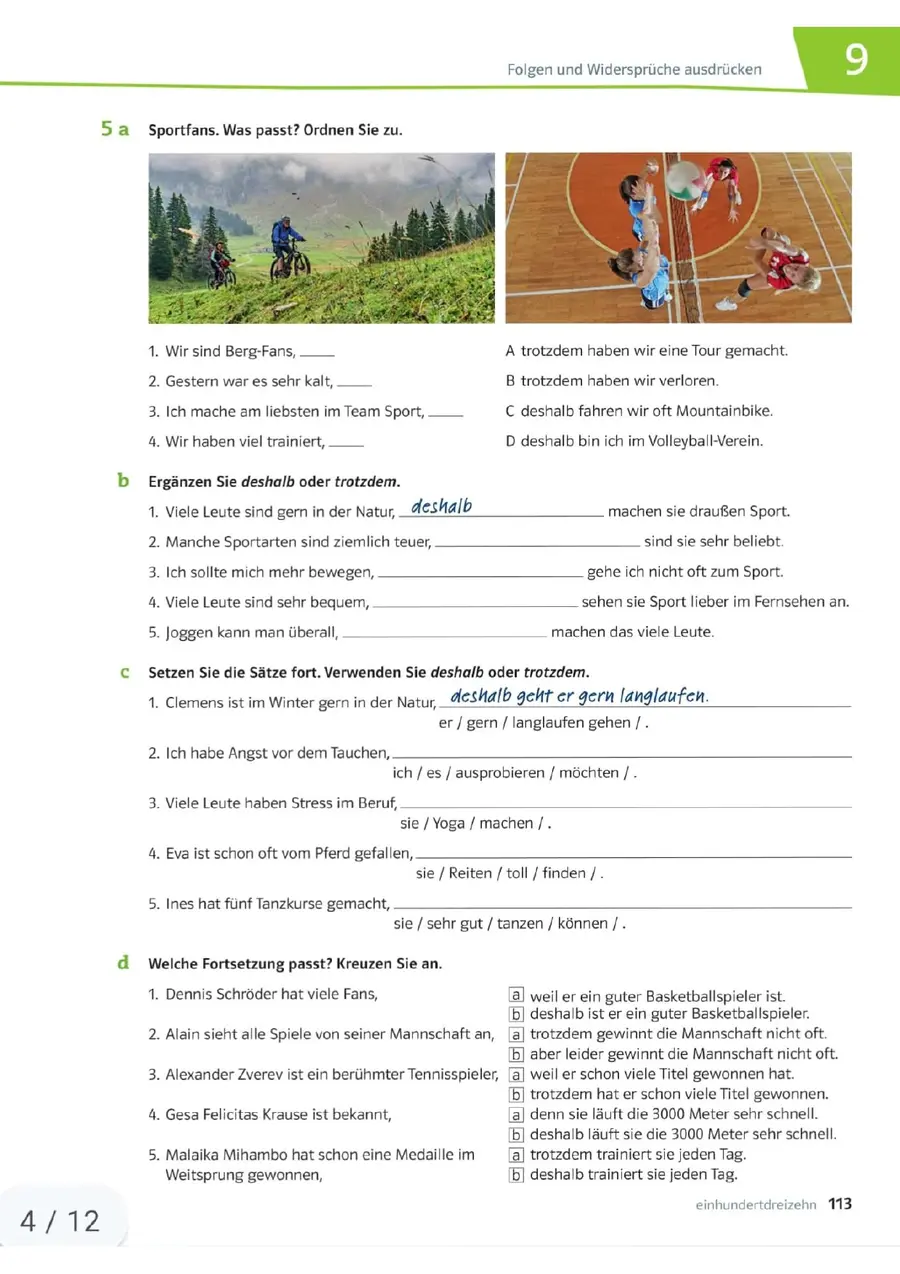 Folgen und Widersprüche ausdrücken 9
5 a Sportfans. Was passt? Ordnen Sie zu.
1. Wir sind Berg-Fans, _____ A trotzdem haben wir eine Tour gemacht.
2. Gestern war es sehr kalt, _____ B trotzdem haben wir verloren.
3. Ich mache am liebsten im Team Sport, _____ C deshalb fahren wir oft Mountainbike.
4. Wir haben viel trainiert, _____ D deshalb bin ich im Volleyball-Verein.
b Ergänzen Sie deshalb oder trotzdem.
1. Viele Leute sind gern in der Natur, deshalb machen sie draußen Sport.
2. Manche Sportarten sind ziemlich teuer, _____ sind sie sehr beliebt.
3. Ich sollte mich mehr bewegen, _____ gehe ich nicht oft zum Sport.
4. Viele Leute sind sehr bequem, _____ sehen sie Sport lieber im Fernsehen an.
5. Joggen kann man überall, _____ machen das viele Leute.
c Setzen Sie die Sätze fort. Verwenden Sie deshalb oder trotzdem.
1. Clemens ist im Winter gern in der Natur, deshalb geht er gern langlaufen.
er / gern / langlaufen gehen / .
2. Ich habe Angst vor dem Tauchen, _____
ich / es / ausprobieren / möchten / .
3. Viele Leute haben Stress im Beruf, _____
sie / Yoga / machen / .
4. Eva ist schon oft vom Pferd gefallen, _____
sie / Reiten / toll / finden / .
5. Ines hat fünf Tanzkurse gemacht, _____
sie / sehr gut / tanzen / können / .
d Welche Fortsetzung passt? Kreuzen Sie an.
1. Dennis Schröder hat viele Fans, a weil er ein guter Basketballspieler ist.
b deshalb ist er ein guter Basketballspieler.
2. Alain sieht alle Spiele von seiner Mannschaft an, a trotzdem gewinnt die Mannschaft nicht oft.
b aber leider gewinnt die Mannschaft nicht oft.
3. Alexander Zverev ist ein berühmter Tennisspieler, a weil er schon viele Titel gewonnen hat.
b trotzdem hat er schon viele Titel gewonnen.
4. Gesa Felicitas Krause ist bekannt, a denn sie läuft die 3000 Meter sehr schnell.
b deshalb läuft sie die 3000 Meter sehr schnell.
5. Malaika Mihambo hat schon eine Medaille im a trotzdem trainiert sie jeden Tag.
Weitsprung gewonnen, b deshalb trainiert sie jeden Tag.
einhundertdreizehn 113
4 / 12